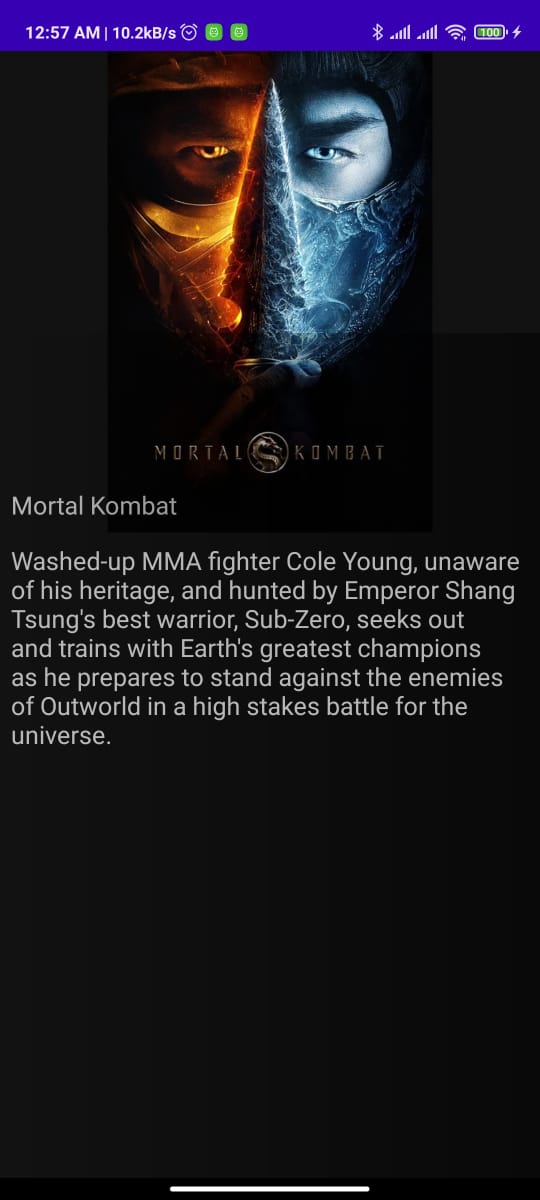 12:57 AM | 10.2kB/s
100
MORTAL KOMBAT
Mortal Kombat
Washed-up MMA fighter Cole Young, unaware
of his heritage, and hunted by Emperor Shang
Tsung's best warrior, Sub-Zero, seeks out
and trains with Earth's greatest champions
as he prepares to stand against the enemies
of Outworld in a high stakes battle for the
universe.